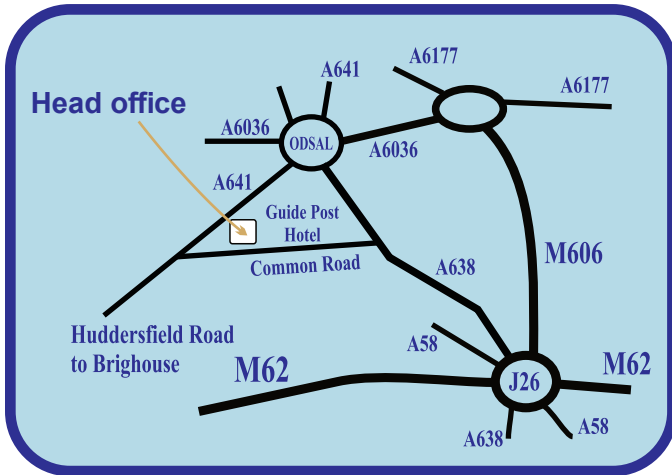 A6177
A641
A6177
Head office
A6036
ODSAL
A6036
A641
Guide Post
Hotel
Common Road
A638
M606
Huddersfield Road
to Brighouse
A58
M62
M62
J26
A638
A58